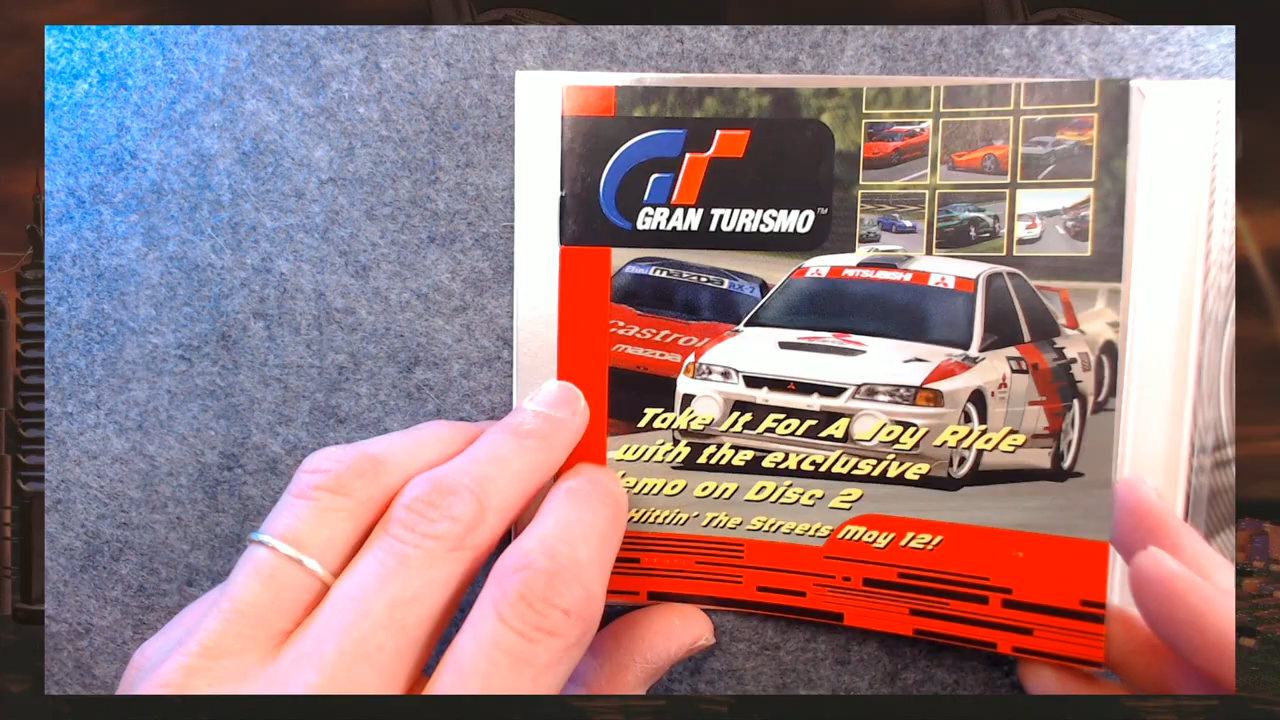 GRAN TURISMO™
Efini mazda RX-7
MITSUBISHI
Castrol
mazda
Take It For A Joy Ride
with the exclusive
emo on Disc 2
Hittin' The Streets May 12!